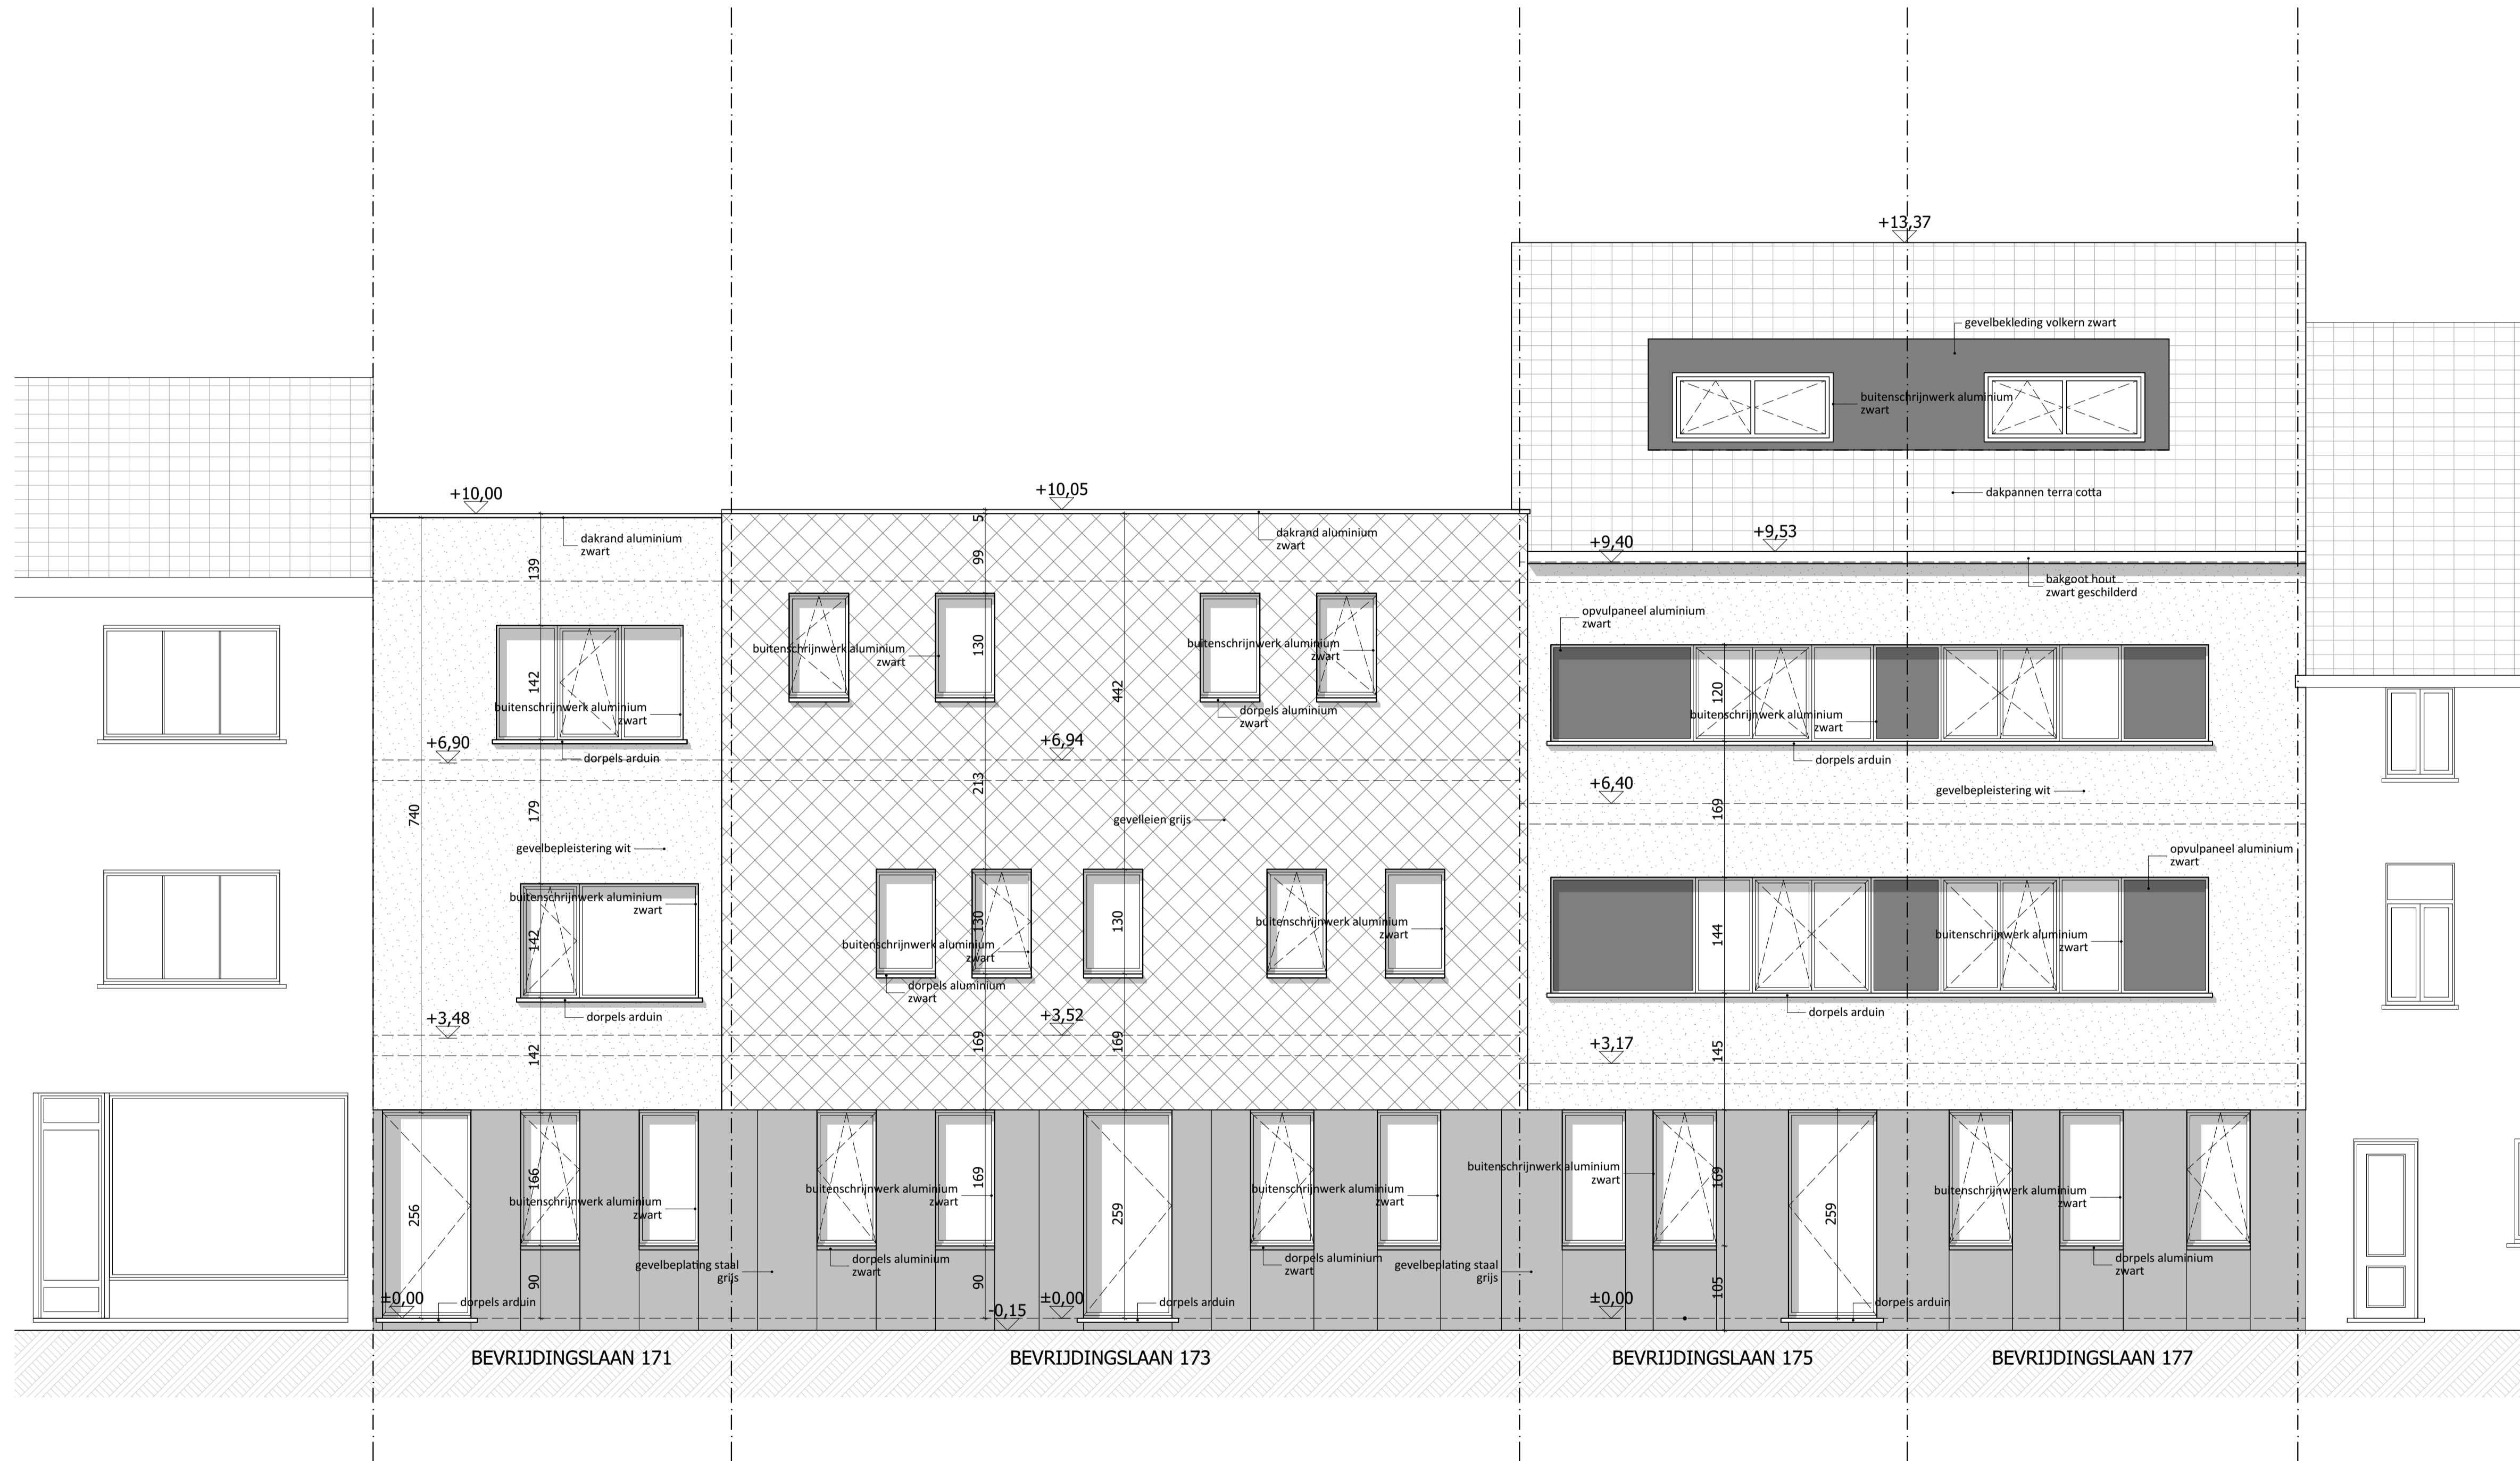 +13,37
gevelbekleding volkern zwart
buitenschrijnwerk aluminium
zwart
dakpannen terra cotta
+10,00
+10,05
dakrand aluminium
zwart
dakrand aluminium
zwart
+9,40
+9,53
bakgoot hout
zwart geschilderd
139
5
99
opvulpaneel aluminium
zwart
buitenschrijnwerk aluminium
zwart
130
buitenschrijnwerk aluminium
zwart
142
442
120
buitenschrijnwerk aluminium
zwart
dorpels aluminium
zwart
buitenschrijnwerk aluminium
zwart
+6,90
dorpels arduin
+6,94
dorpels arduin
+6,40
213
gevelbepleistering wit
740
179
gevelleien grijs
169
gevelbepleistering wit
opvulpaneel aluminium
zwart
buitenschrijnwerk aluminium
zwart
142
130
130
buitenschrijnwerk aluminium
zwart
144
buitenschrijnwerk aluminium
zwart
buitenschrijnwerk aluminium
zwart
dorpels aluminium
zwart
+3,48
dorpels arduin
+3,52
dorpels arduin
142
169
169
+3,17
145
256
166
buitenschrijnwerk aluminium
zwart
169
buitenschrijnwerk aluminium
zwart
259
buitenschrijnwerk aluminium
zwart
buitenschrijnwerk aluminium
zwart
169
259
buitenschrijnwerk aluminium
zwart
gevelbeplating staal
grijs
dorpels aluminium
zwart
dorpels aluminium
zwart
gevelbeplating staal
grijs
dorpels aluminium
zwart
90
90
105
±0,00
dorpels arduin
-0,15
±0,00
dorpels arduin
±0,00
dorpels arduin
BEVRIJDINGSLAAN 171
BEVRIJDINGSLAAN 173
BEVRIJDINGSLAAN 175
BEVRIJDINGSLAAN 177